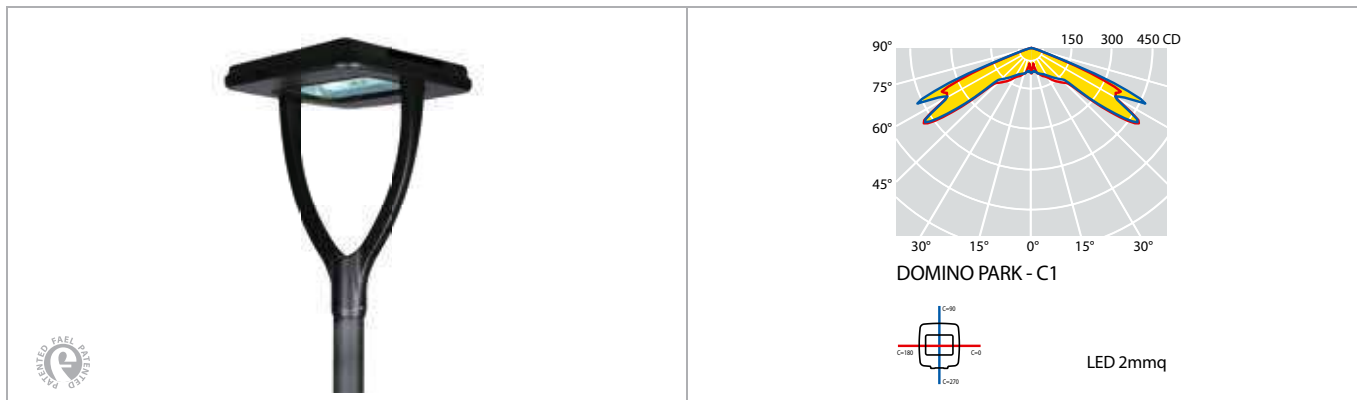 PATENTED FAEL PATENTED
150 300 450 CD
90°
75°
60°
45°
30° 15° 0° 15° 30°
DOMINO PARK - C1
C=90
C=180 C=0
C=270
LED 2mmq